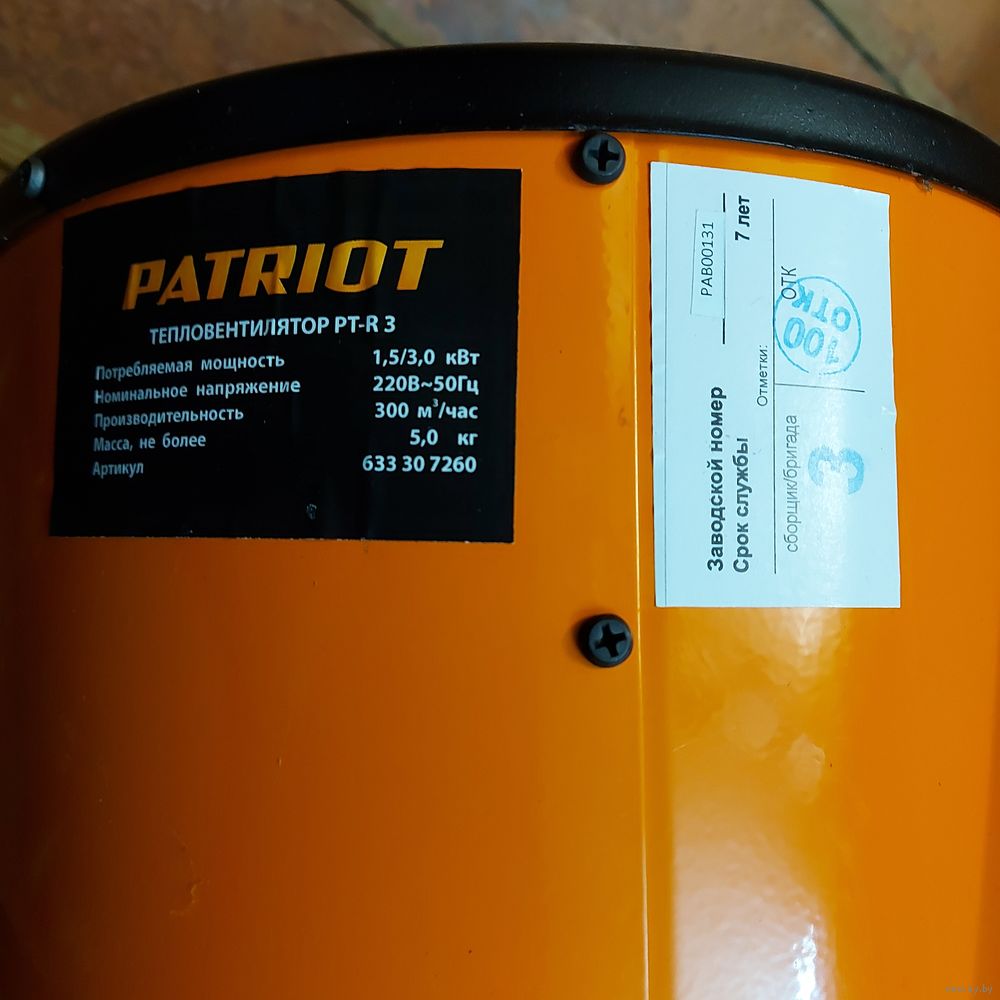 PATRIOT
ТЕПЛОВЕНТИЛЯТОР PT-R 3
Потребляемая мощность 1,5/3,0 кВт
Номинальное напряжение 220В~50Гц
Производительность 300 м³/час
Масса, не более 5,0 кг
Артикул 633 30 7260
Заводской номер PAB00131
Срок службы 7 лет
Отметки:
сборщик/бригада ОТК
3
ОТК
100